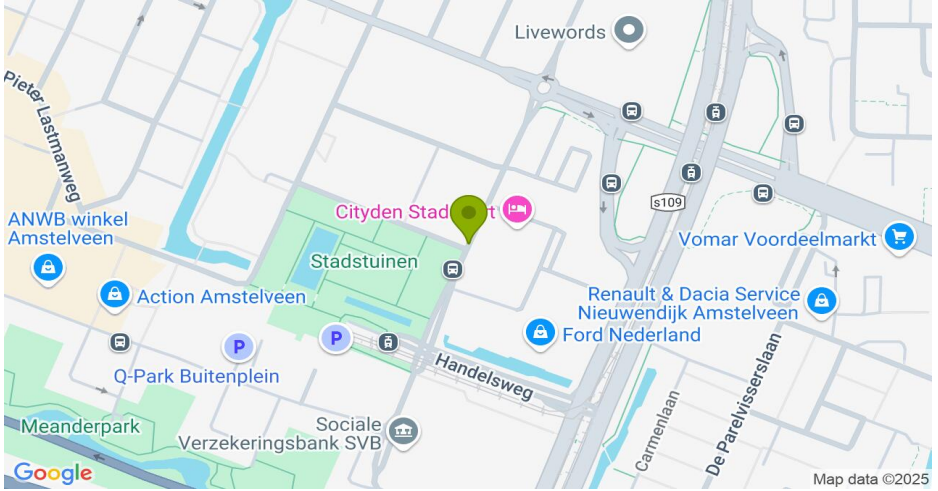 Livewords
Pieter Lastmanweg
s109
ANWB winkel
Amstelveen
Vomar Voordeelmarkt
Stadstuinen
Action Amstelveen
Renault & Dacia Service
Nieuwendijk Amstelveen
Ford Nederland
P
P
Q-Park Buitenplein
Handelsweg
De Parelvisserslaan
Carmenlaan
Meanderpark
Sociale
Verzekeringsbank SVB
Google
Map data ©2025
Cityden Stad
rt